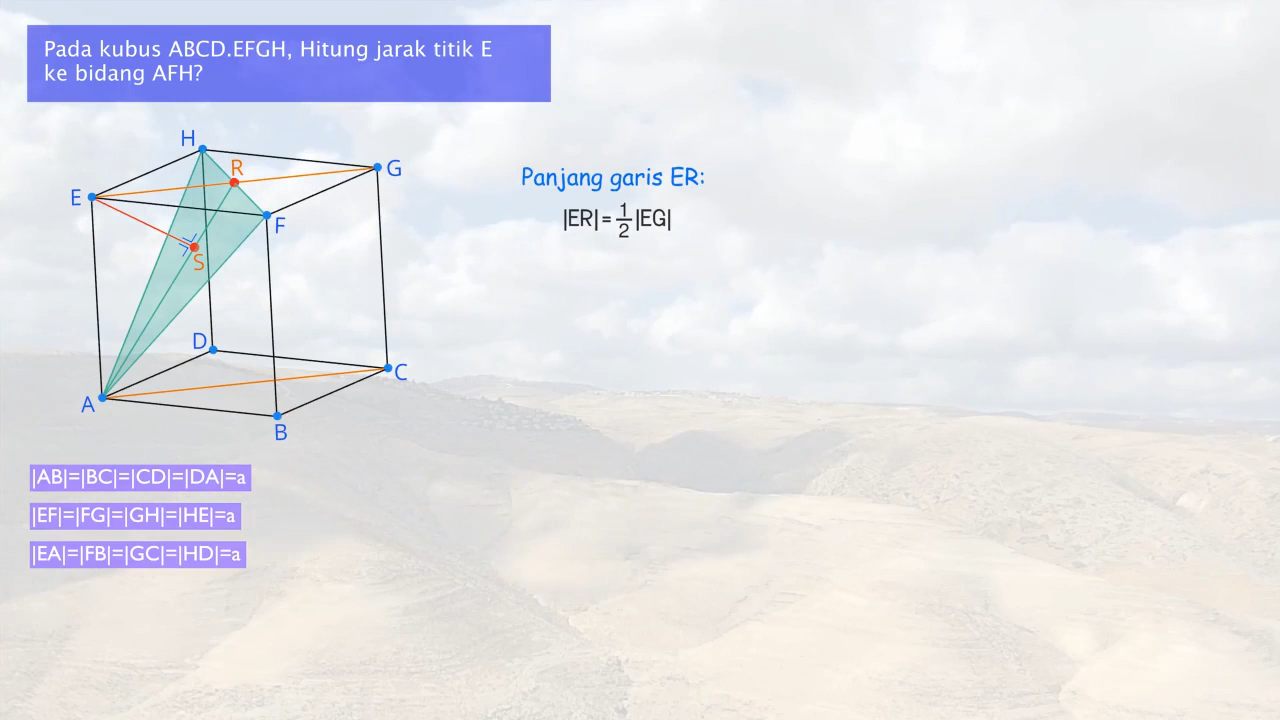 Pada kubus ABCD.EFGH, Hitung jarak titik E
ke bidang AFH?
H
R
G
E
F
S
D
C
A
B
Panjang garis ER:
|ER|=1/2|EG|
|AB|=|BC|=|CD|=|DA|=a
|EF|=|FG|=|GH|=|HE|=a
|EA|=|FB|=|GC|=|HD|=a